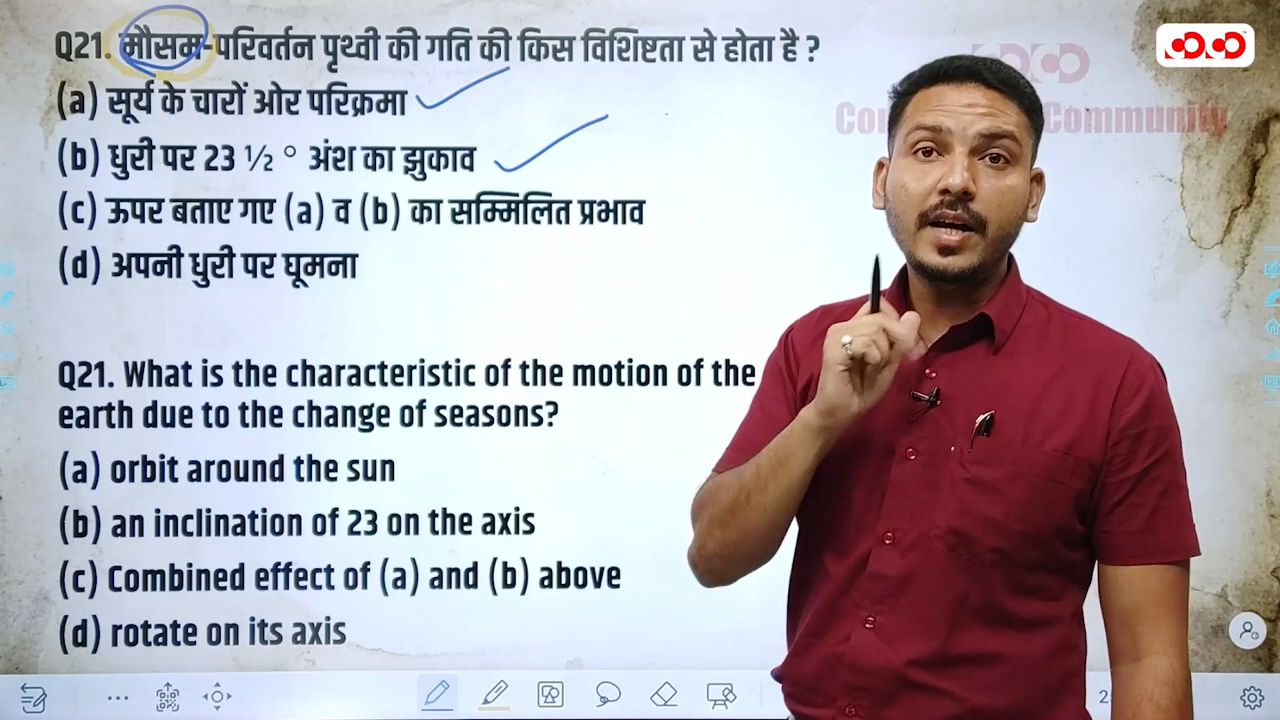 Q21. मौसम-परिवर्तन पृथ्वी की गति की किस विशिष्टता से होता है ?
(a) सूर्य के चारों ओर परिक्रमा
(b) धुरी पर 23 ½ ° अंश का झुकाव
(c) ऊपर बताए गए (a) व (b) का सम्मिलित प्रभाव
(d) अपनी धुरी पर घूमना
Community
Q21. What is the characteristic of the motion of the
earth due to the change of seasons?
(a) orbit around the sun
(b) an inclination of 23 on the axis
(c) Combined effect of (a) and (b) above
(d) rotate on its axis